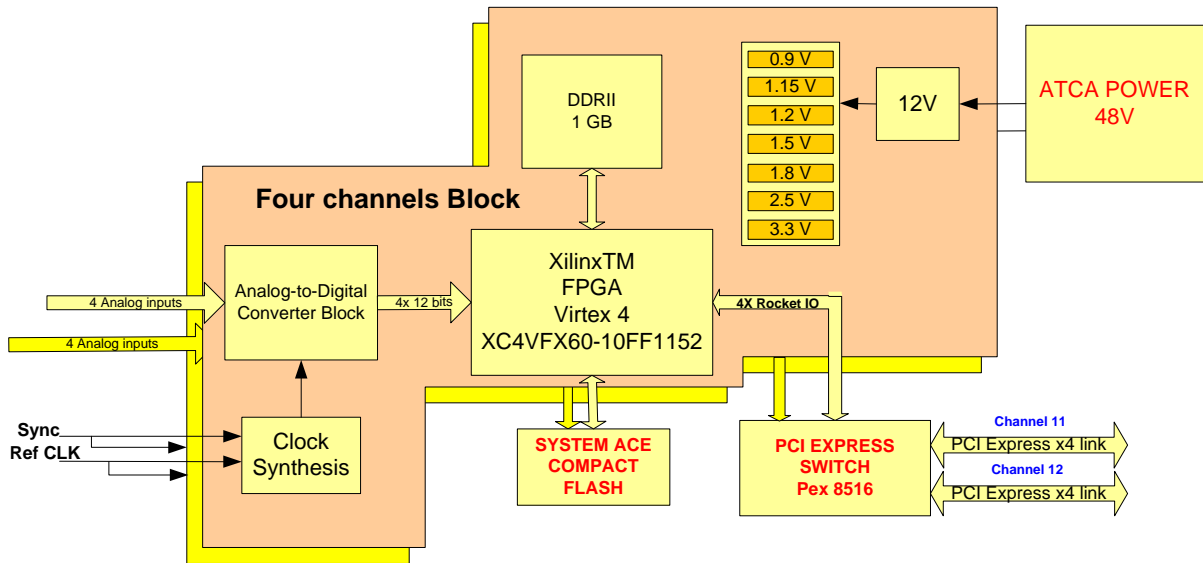 0.9 V
1.15 V
1.2 V
1.5 V
1.8 V
2.5 V
3.3 V
12V
ATCA POWER
48V
DDRII
1 GB
Four channels Block
XilinxTM
FPGA
Virtex 4
XC4VFX60-10FF1152
Analog-to-Digital
Converter Block
4 Analog inputs
4x 12 bits
4X Rocket IO
4 Analog inputs
Sync
Ref CLK
Clock
Synthesis
SYSTEM ACE
COMPACT
FLASH
PCI EXPRESS
SWITCH
Pex 8516
Channel 11
PCI Express x4 link
Channel 12
PCI Express x4 link